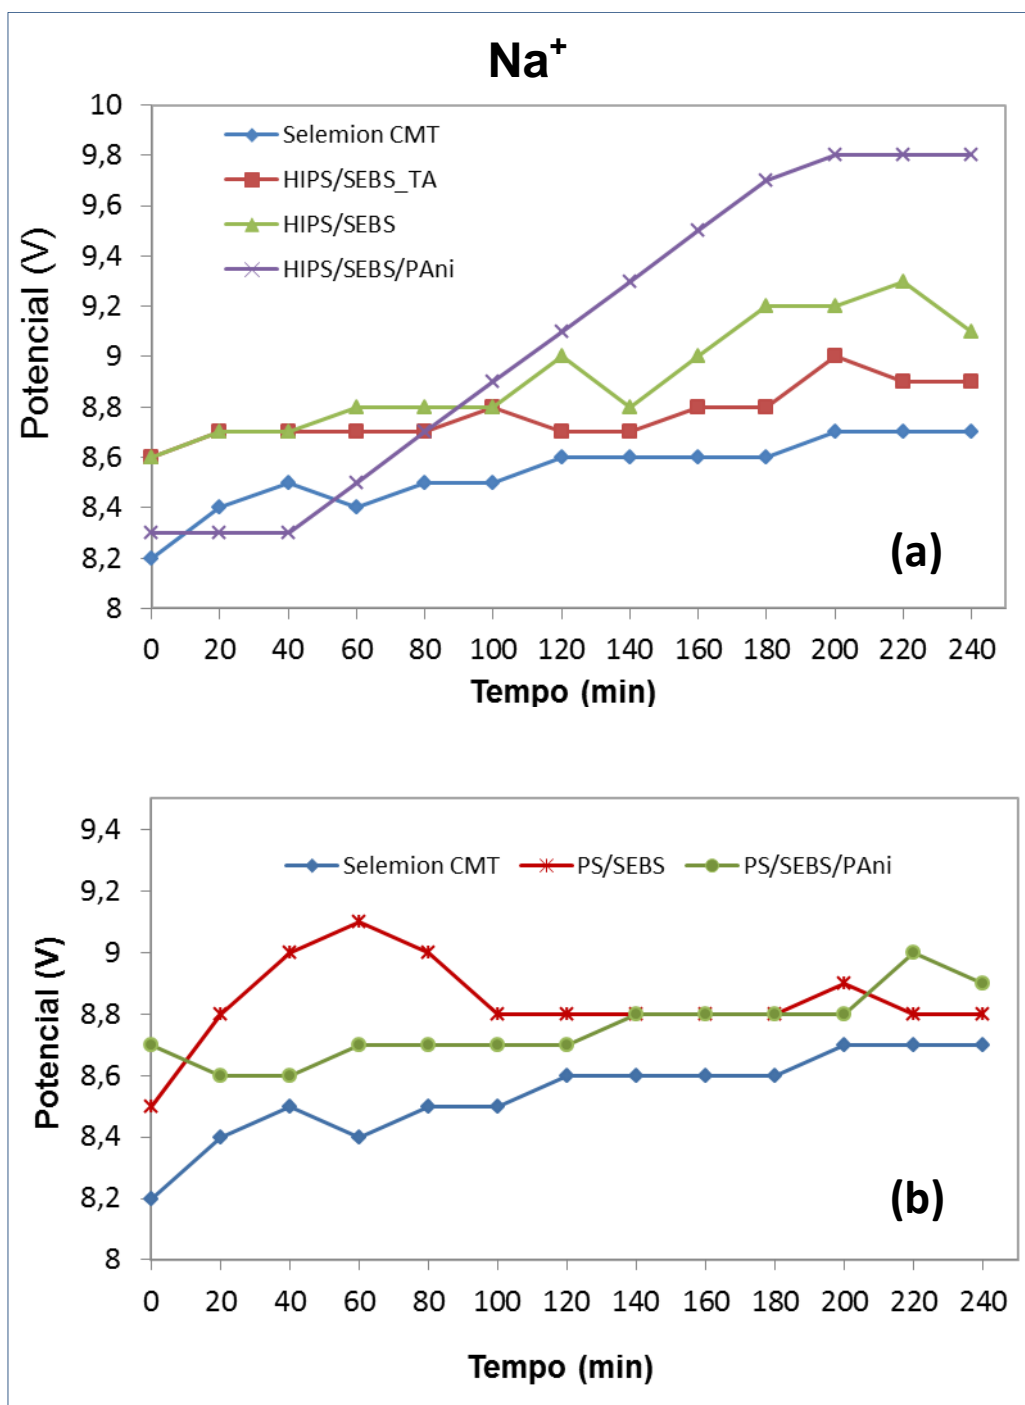 Na+
10
9,8
9,6
9,4
9,2
9
8,8
8,6
8,4
8,2
8
Potencial (V)
Selemion CMT
HIPS/SEBS_TA
HIPS/SEBS
HIPS/SEBS/PAni
(a)
0 20 40 60 80 100 120 140 160 180 200 220 240
Tempo (min)
9,4
9,2
9
8,8
8,6
8,4
8,2
8
Potencial (V)
Selemion CMT PS/SEBS PS/SEBS/PAni
(b)
0 20 40 60 80 100 120 140 160 180 200 220 240
Tempo (min)